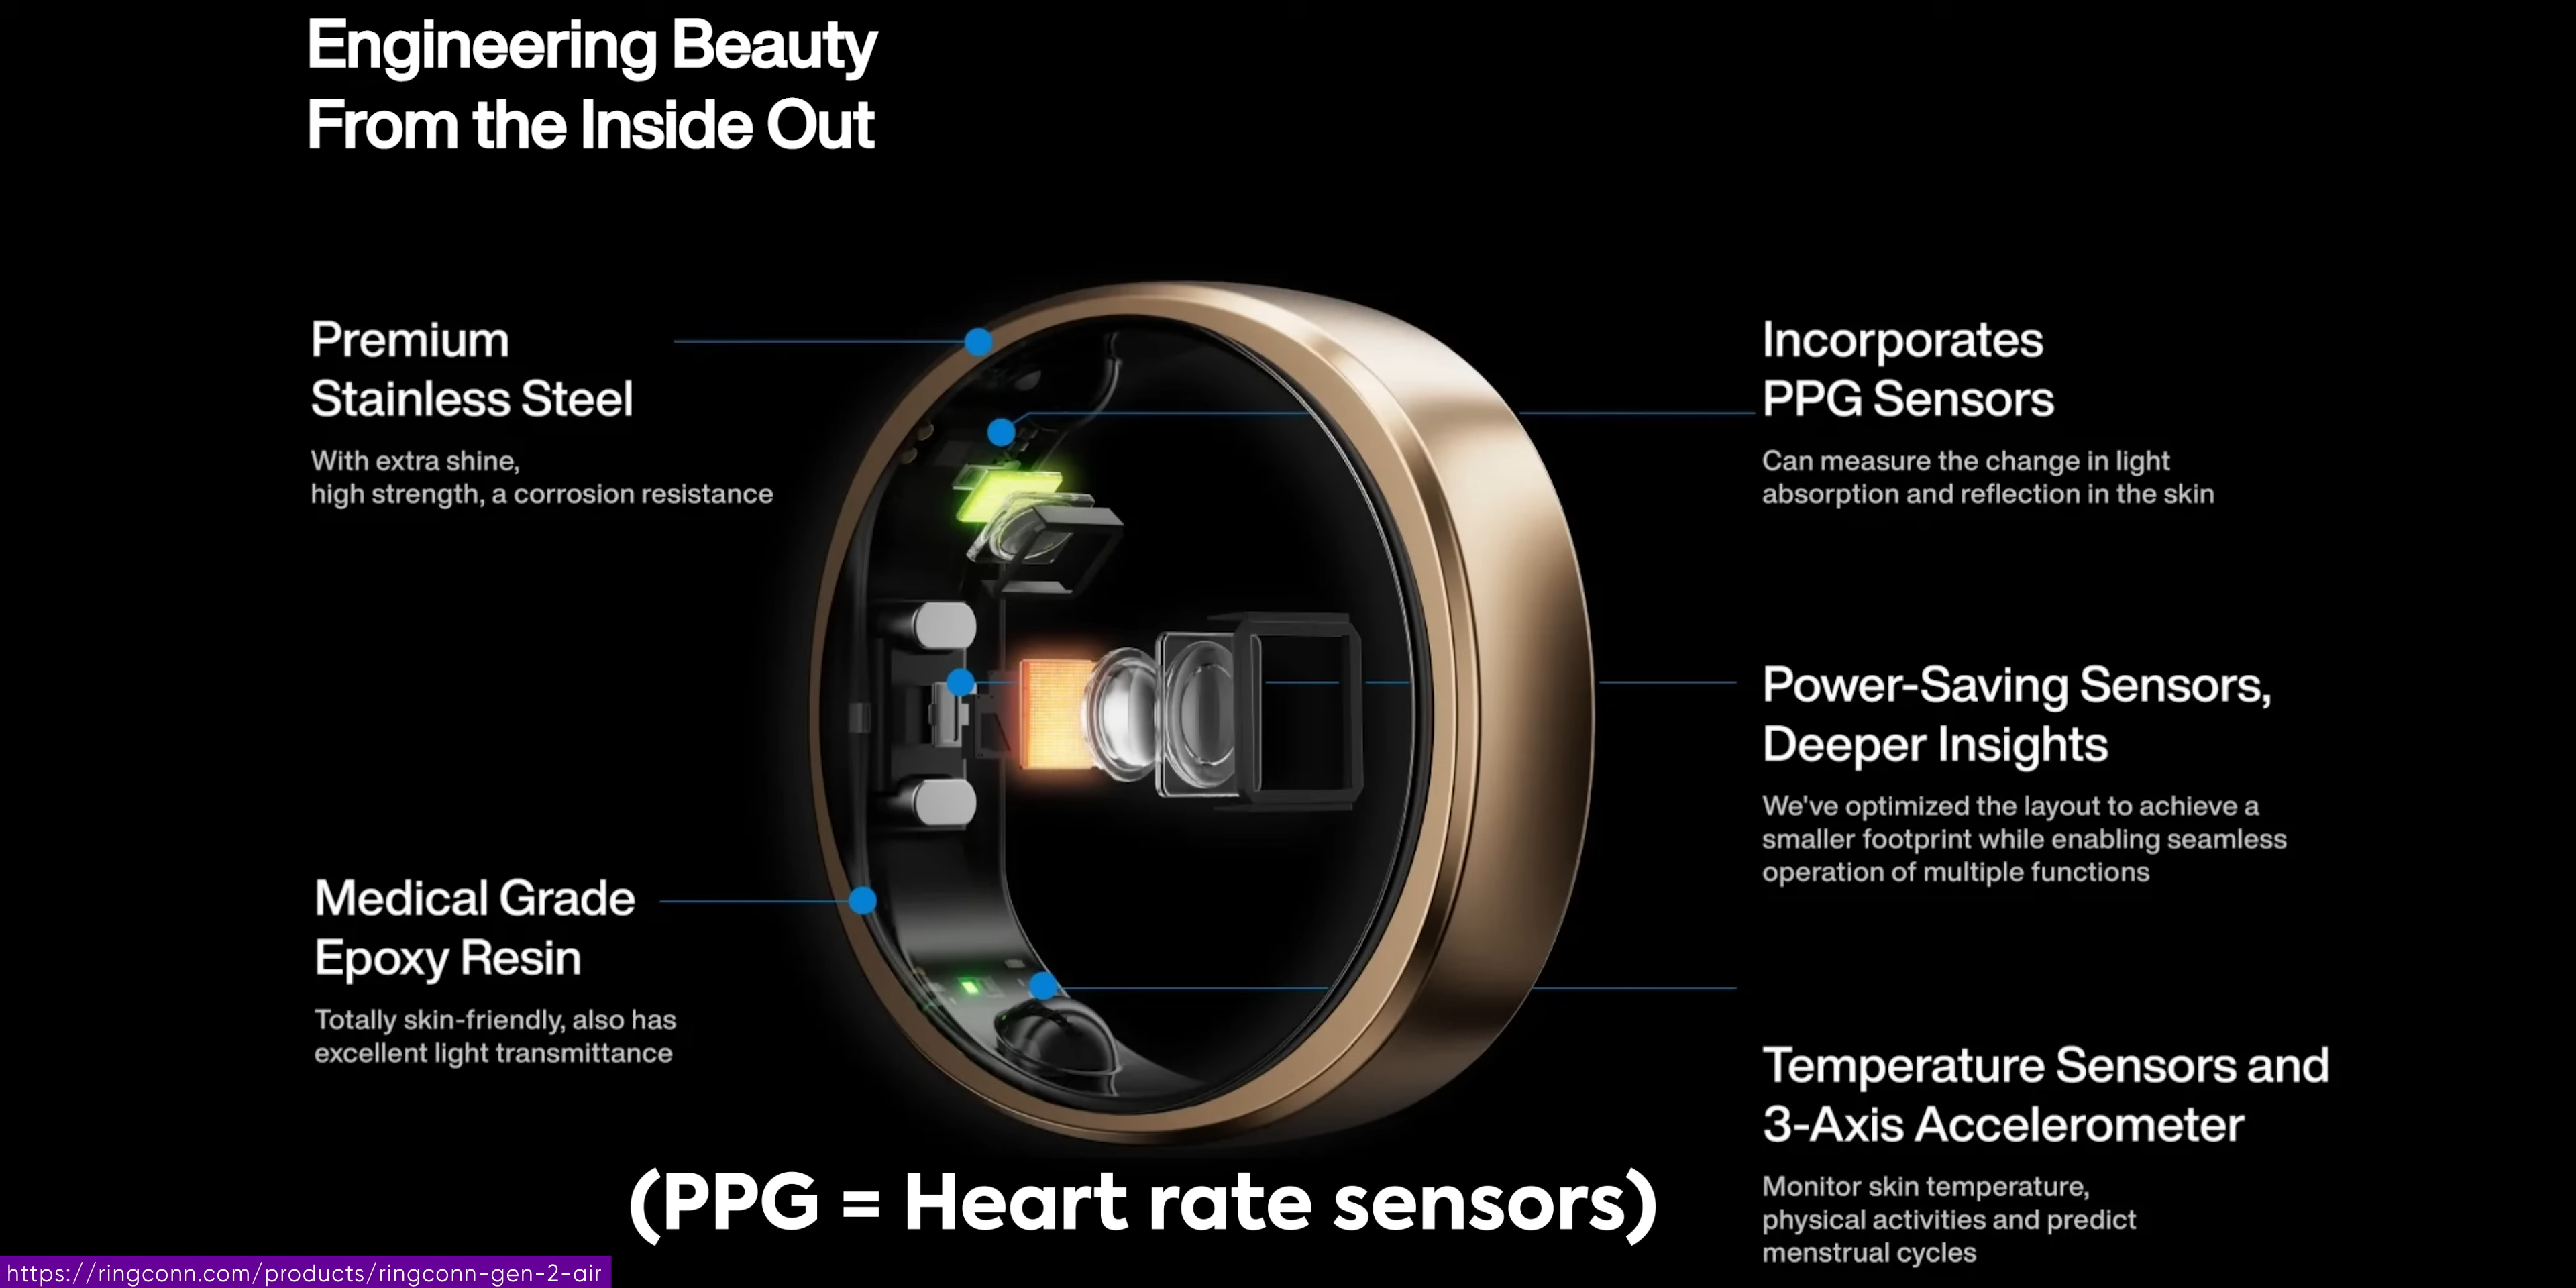 Engineering Beauty
From the Inside Out
Premium
Stainless Steel
With extra shine,
high strength, a corrosion resistance
Medical Grade
Epoxy Resin
Totally skin-friendly, also has
excellent light transmittance
Incorporates
PPG Sensors
Can measure the change in light
absorption and reflection in the skin
Power-Saving Sensors,
Deeper Insights
We've optimized the layout to achieve a
smaller footprint while enabling seamless
operation of multiple functions
Temperature Sensors and
3-Axis Accelerometer
Monitor skin temperature,
physical activities and predict
menstrual cycles
(PPG = Heart rate sensors)
https://ringconn.com/products/ringconn-gen-2-air